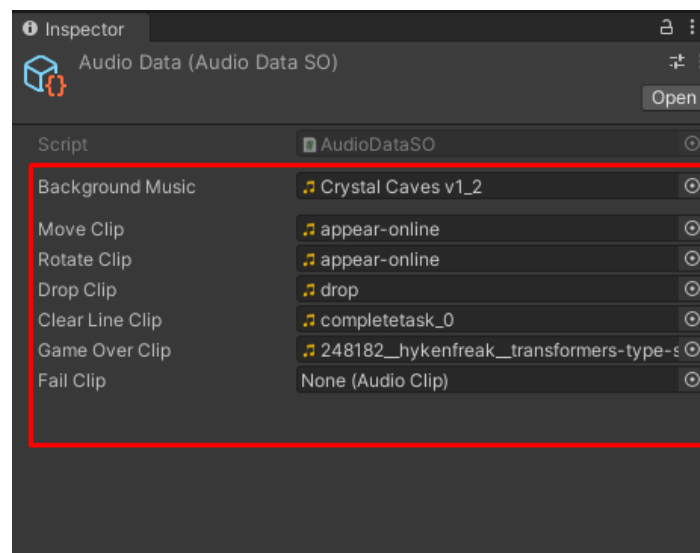 Inspector
Audio Data (Audio Data SO)
Open
Script AudioDataSO
Background Music Crystal Caves v1_2
Move Clip appear-online
Rotate Clip appear-online
Drop Clip drop
Clear Line Clip completetask_0
Game Over Clip 248182__hykenfreak__transformers-type-s
Fail Clip None (Audio Clip)